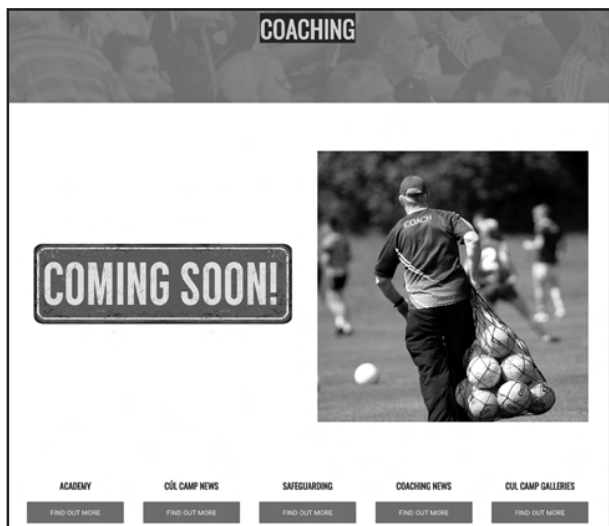 COACHING
COACH
COMING SOON!
ACADEMY
CÚL CAMP NEWS
SAFEGUARDING
COACHING NEWS
CUL CAMP GALLERIES
FIND OUT MORE
FIND OUT MORE
FIND OUT MORE
FIND OUT MORE
FIND OUT MORE